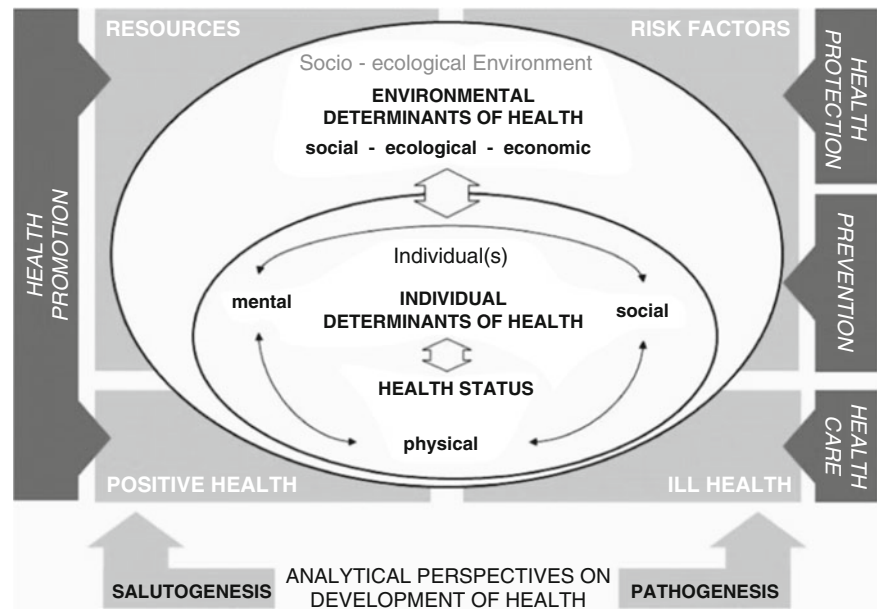 RESOURCES
RISK FACTORS
Socio - ecological Environment
ENVIRONMENTAL
DETERMINANTS OF HEALTH
social - ecological - economic
HEALTH
PROMOTION
HEALTH
PROTECTION
PREVENTION
HEALTH
CARE
Individual(s)
mental
INDIVIDUAL
DETERMINANTS OF HEALTH
social
HEALTH STATUS
physical
POSITIVE HEALTH
ILL HEALTH
SALUTOGENESIS
ANALYTICAL PERSPECTIVES ON
DEVELOPMENT OF HEALTH
PATHOGENESIS